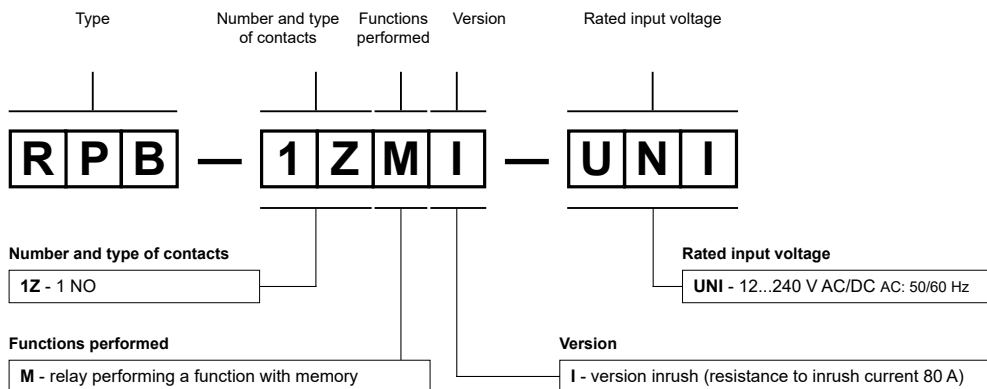 Type
Number and type
of contacts
Functions
performed
Version
Rated input voltage
RPB — 1ZMI — UNI
Number and type of contacts
1Z - 1 NO
Rated input voltage
UNI - 12...240 V AC/DC AC: 50/60 Hz
Functions performed
M - relay performing a function with memory
Version
I - version inrush (resistance to inrush current 80 A)